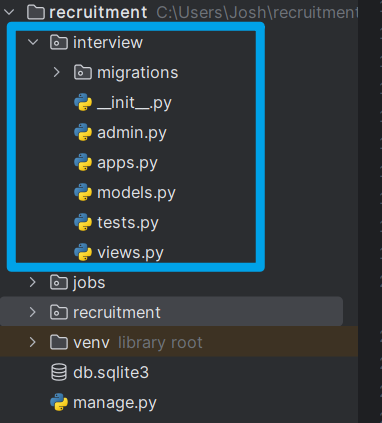 recruitment C:\Users\Josh\recruitment
interview
migrations
__init__.py
admin.py
apps.py
models.py
tests.py
views.py
jobs
recruitment
venv library root
db.sqlite3
manage.py